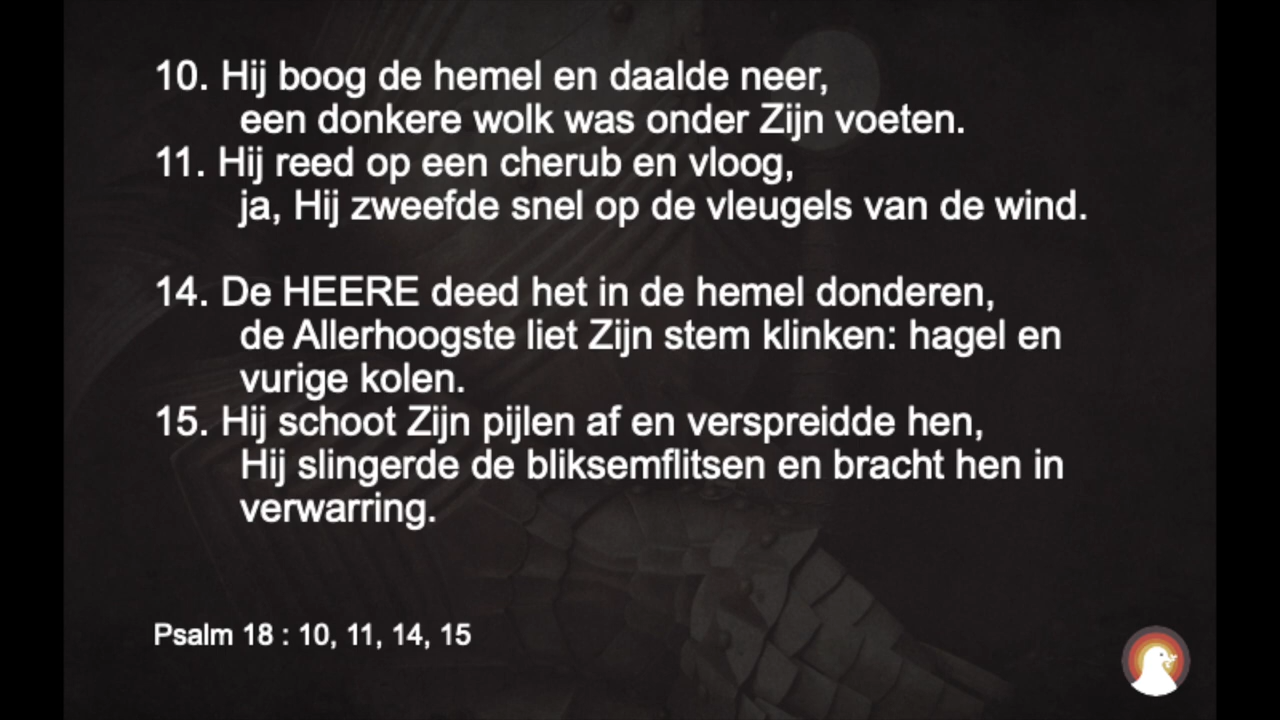 10. Hij boog de hemel en daalde neer,
een donkere wolk was onder Zijn voeten.
11. Hij reed op een cherub en vloog,
ja, Hij zweefde snel op de vleugels van de wind.
14. De HEERE deed het in de hemel donderen,
de Allerhoogste liet Zijn stem klinken: hagel en
vurige kolen.
15. Hij schoot Zijn pijlen af en verspreidde hen,
Hij slingerde de bliksemflitsen en bracht hen in
verwarring.
Psalm 18 : 10, 11, 14, 15